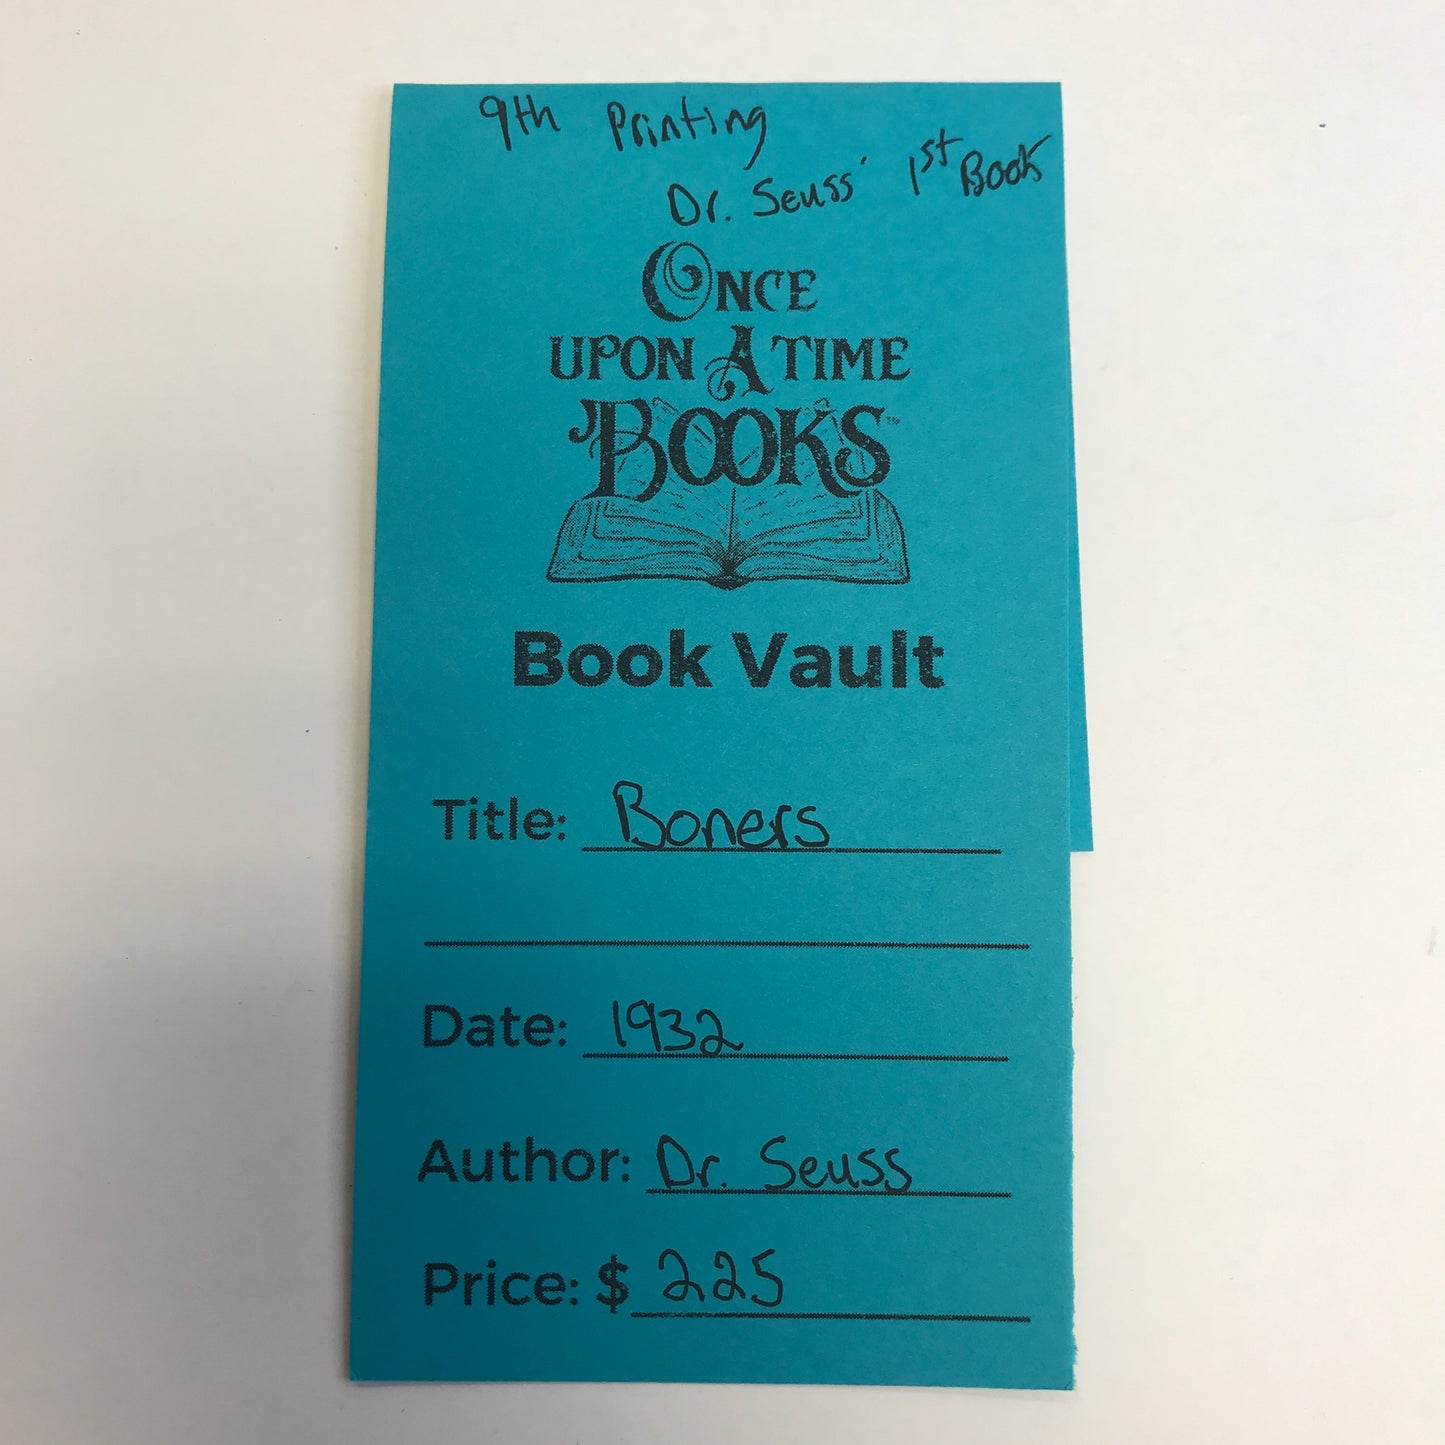 9th Printing
Dr. Seuss' 1st Book
ONCE
UPON A TIME
BOOKS™
Book Vault
Title: Boners
Date: 1932
Author: Dr. Seuss
Price: $ 225